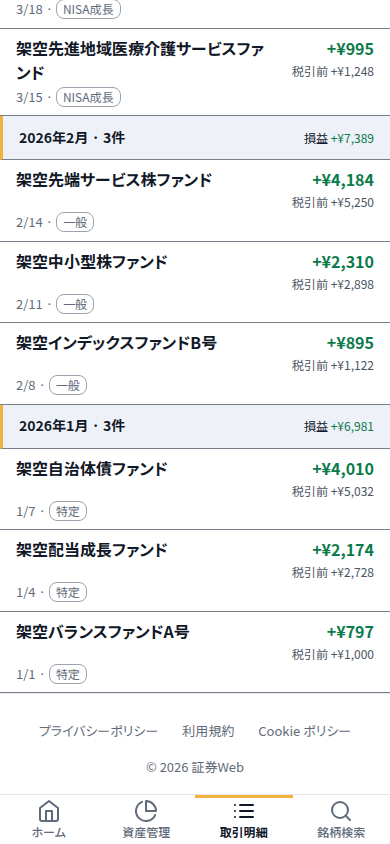 3/18 · NISA成長
架空先進地域医療介護サービスファ
ンド
+¥995
税引前 +¥1,248
3/15 · NISA成長
2026年2月・3件
損益 +¥7,389
架空先端サービス株ファンド
+¥4,184
税引前 +¥5,250
2/14 · 一般
架空中小型株ファンド
+¥2,310
税引前 +¥2,898
2/11 · 一般
架空インデックスファンドB号
+¥895
税引前 +¥1,122
2/8 · 一般
2026年1月・3件
損益 +¥6,981
架空自治体債ファンド
+¥4,010
税引前 +¥5,032
1/7 · 特定
架空配当成長ファンド
+¥2,174
税引前 +¥2,728
1/4 · 特定
架空バランスファンドA号
+¥797
税引前 +¥1,000
1/1 · 特定
プライバシーポリシー 利用規約 Cookie ポリシー
© 2026 証券Web
ホーム 資産管理 取引明細 銘柄検索